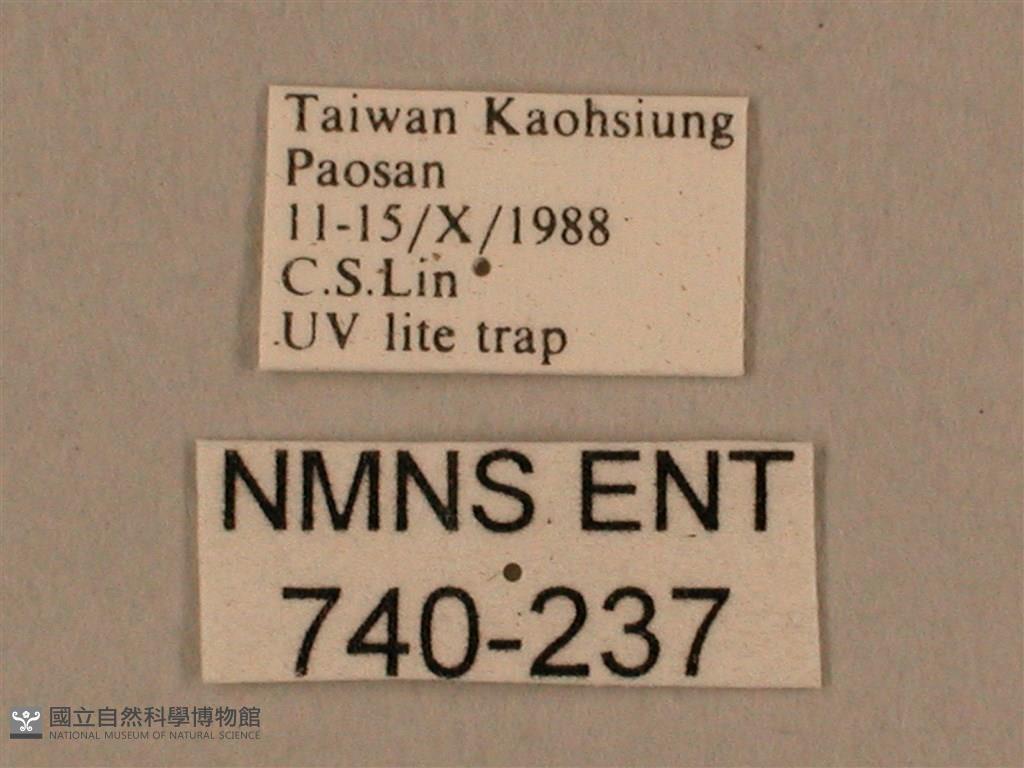 Taiwan Kaohsiung
Paosan
11-15/X/1988
C.S.Lin
UV lite trap
NMNS ENT
740-237
國立自然科學博物館
NATIONAL MUSEUM OF NATURAL SCIENCE